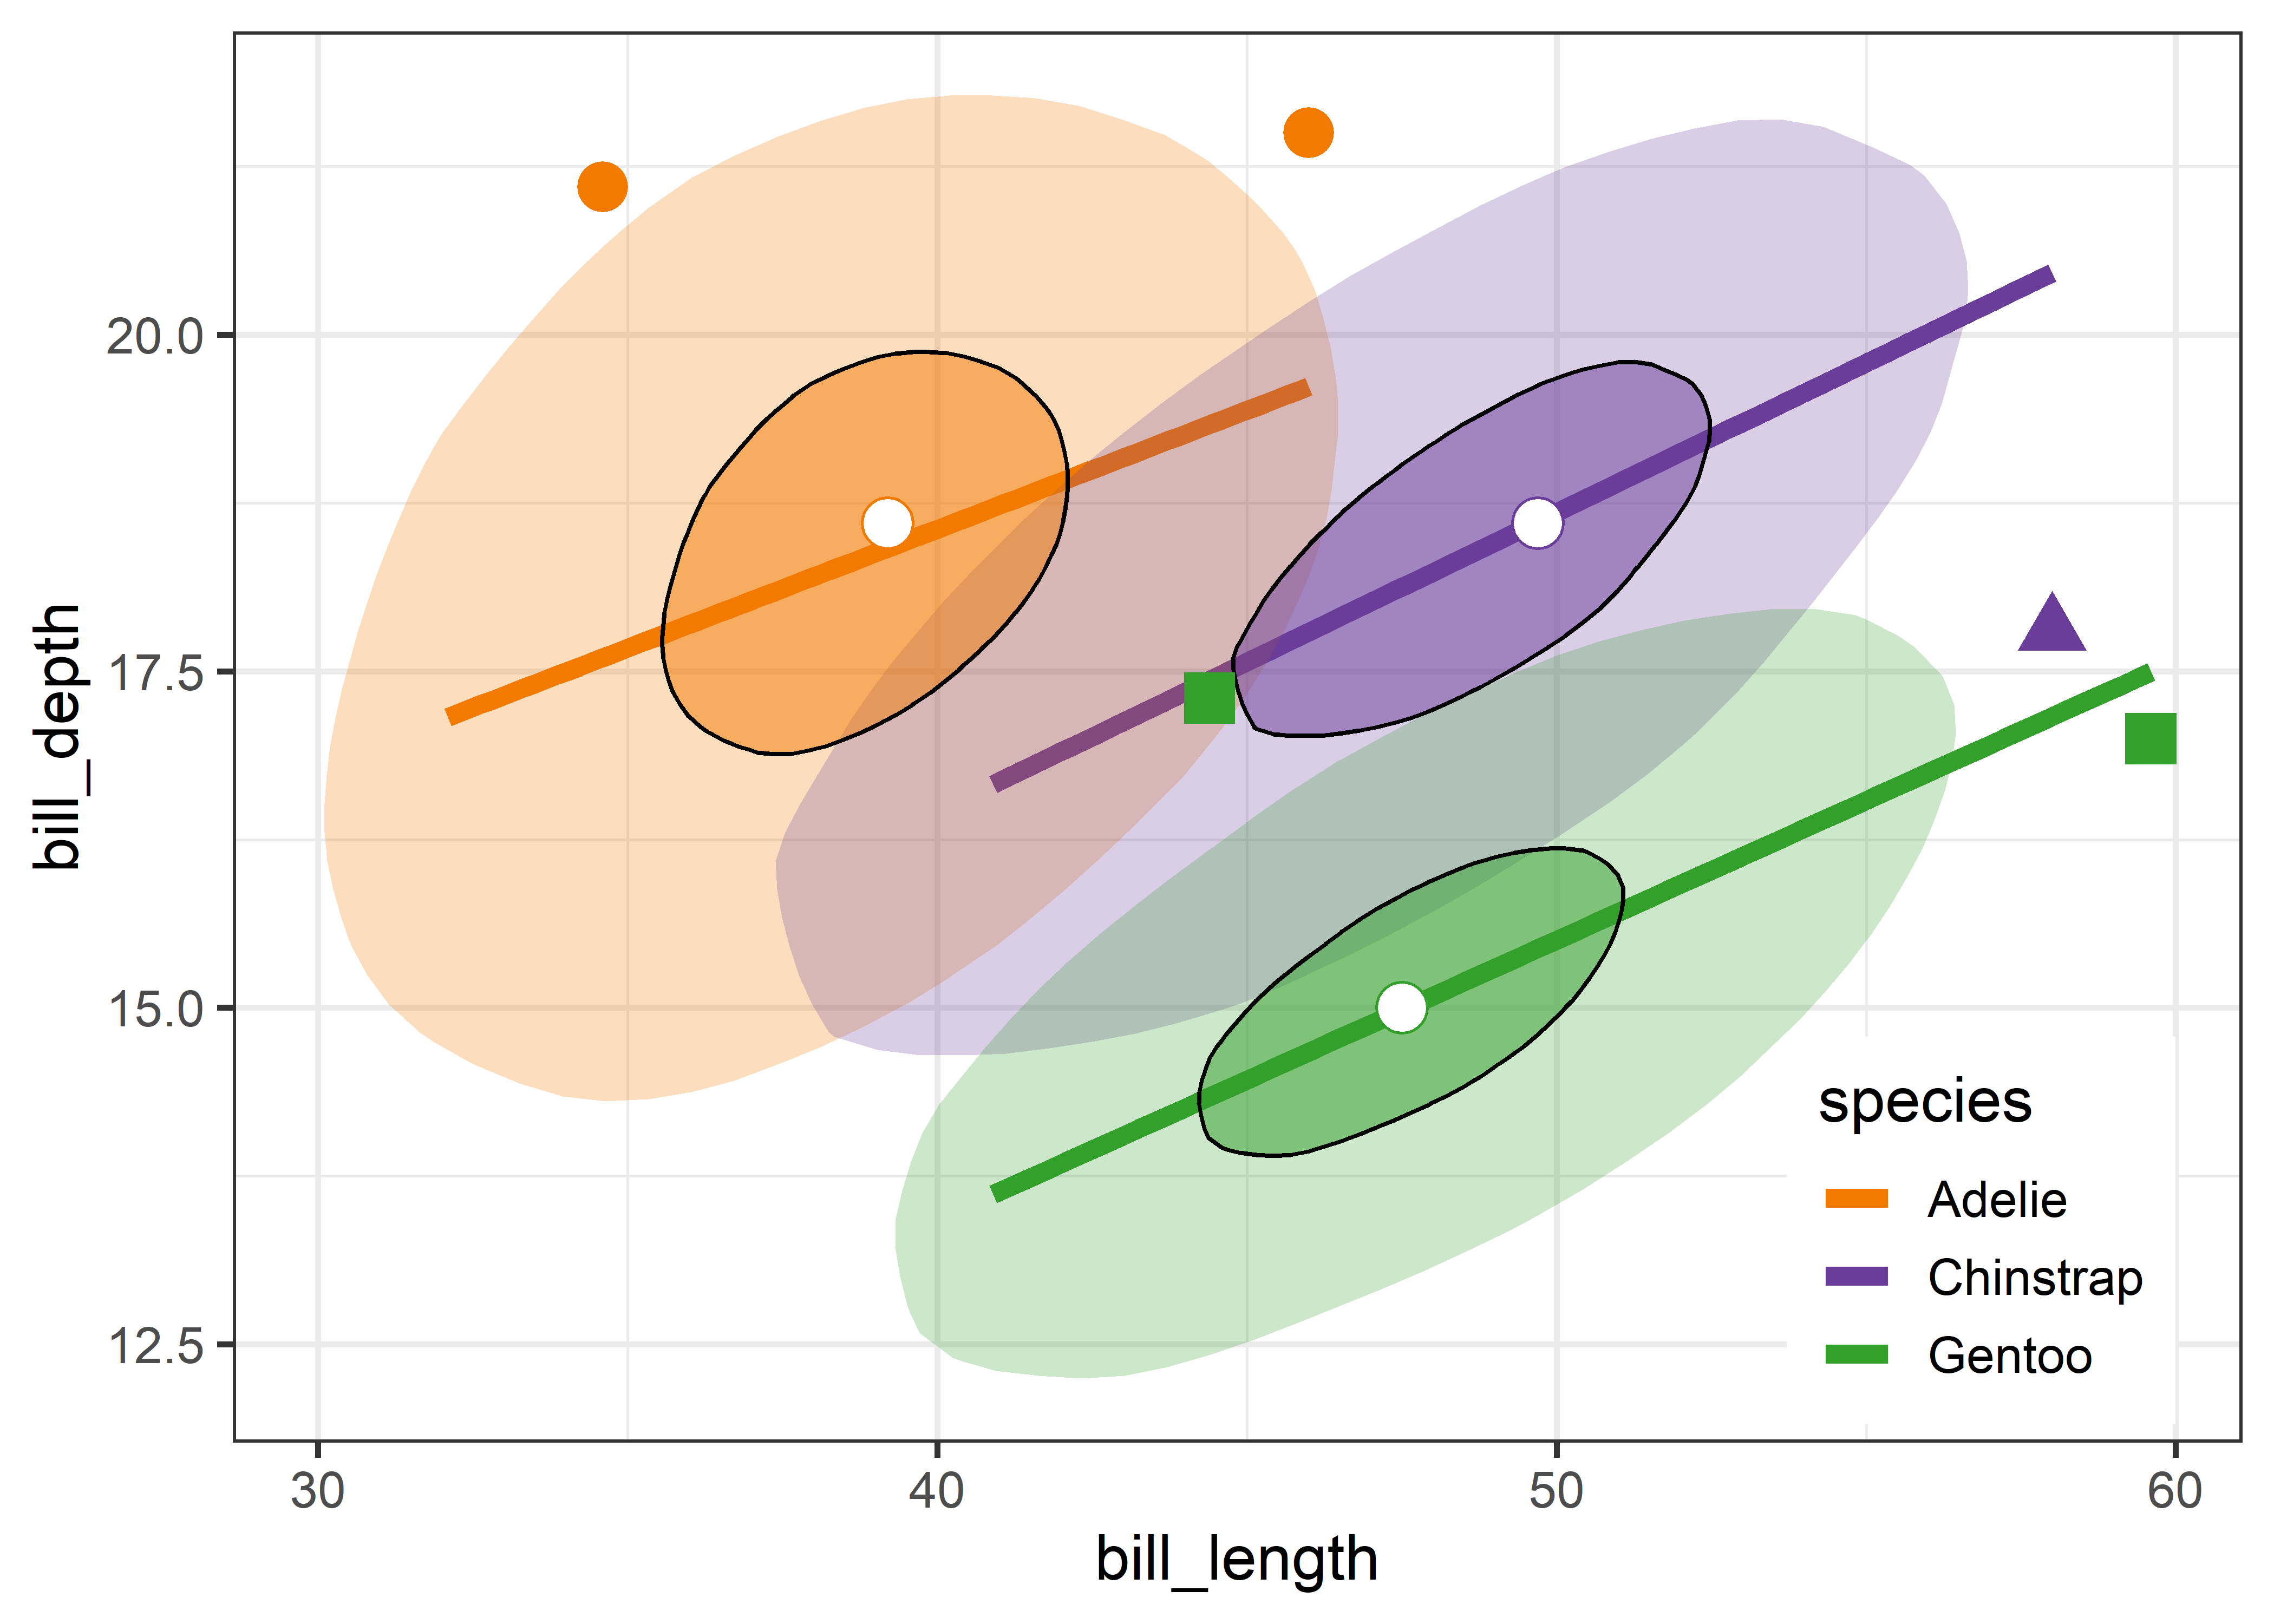 20.0
17.5
15.0
12.5
bill_depth
30 40 50 60
bill_length
species
Adelie
Chinstrap
Gentoo